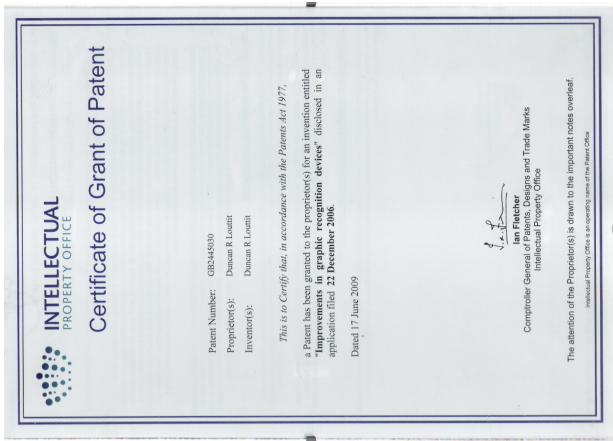 INTELLECTUAL
PROPERTY OFFICE
Certificate of Grant of Patent
Patent Number: GB2445030
Proprietor(s): Duncan R Louttit
Inventor(s): Duncan R Louttit
This is to Certify that, in accordance with the Patents Act 1977,
a Patent has been granted to the proprietor(s) for an invention entitled
"Improvements in graphic recognition devices" disclosed in an
application filed 22 December 2006.
Dated 17 June 2009
Ian Fletcher
Comptroller General of Patents, Designs and Trade Marks
Intellectual Property Office
The attention of the Proprietor(s) is drawn to the important notes overleaf.
Intellectual Property Office is an operating name of the Patent Office